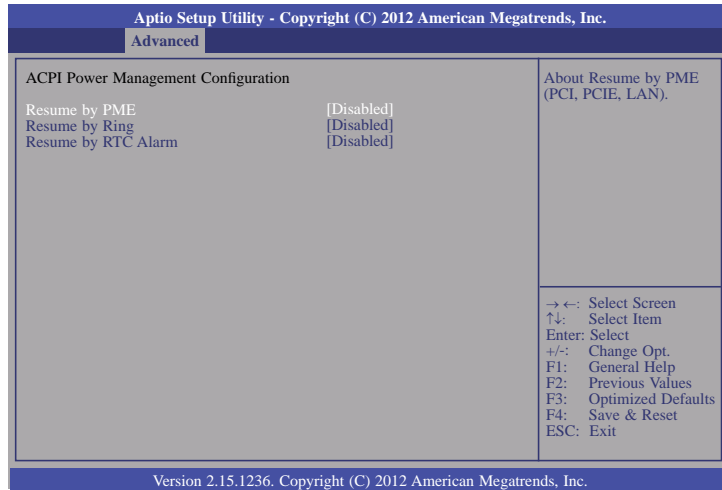 Aptio Setup Utility - Copyright (C) 2012 American Megatrends, Inc.
Advanced
ACPI Power Management Configuration
Resume by PME [Disabled]
Resume by Ring [Disabled]
Resume by RTC Alarm [Disabled]
About Resume by PME
(PCI, PCIE, LAN).
→←: Select Screen
↑↓: Select Item
Enter: Select
+/-: Change Opt.
F1: General Help
F2: Previous Values
F3: Optimized Defaults
F4: Save & Reset
ESC: Exit
Version 2.15.1236. Copyright (C) 2012 American Megatrends, Inc.